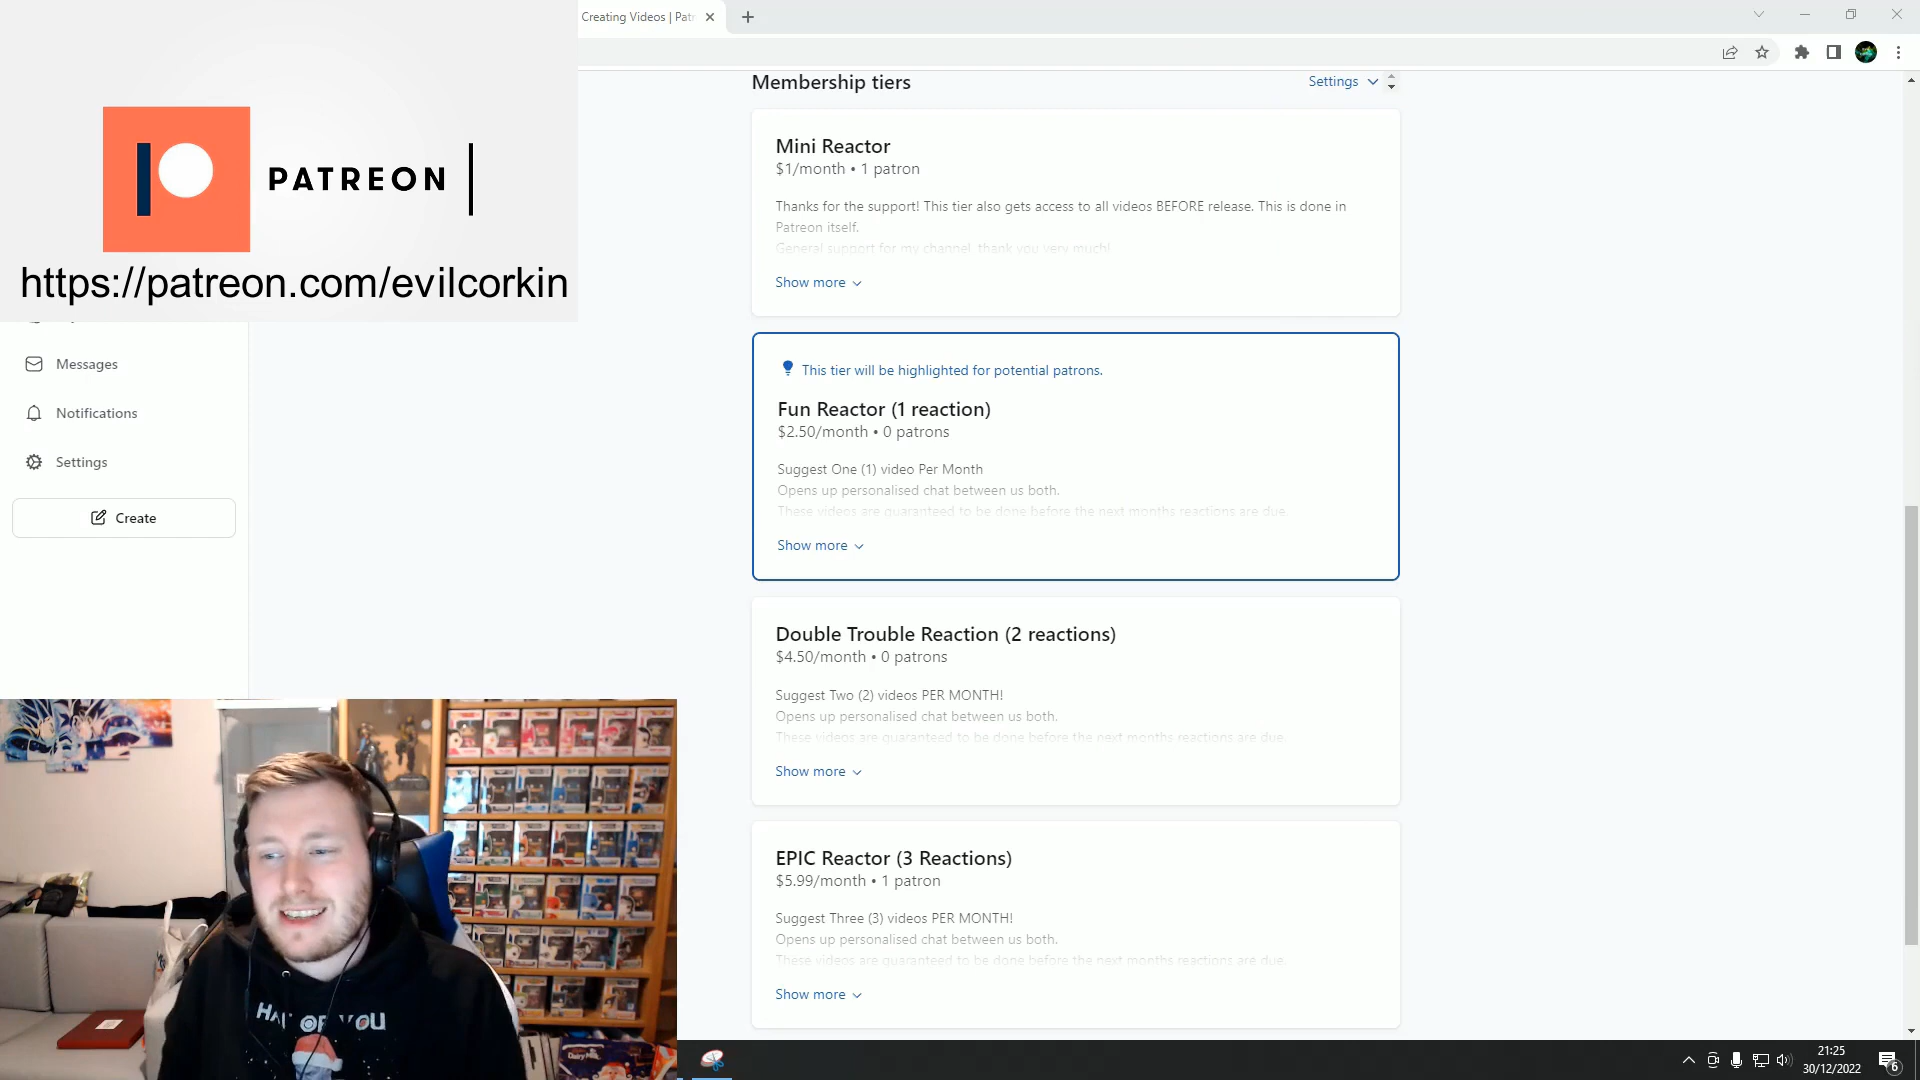 Creating Videos | Pat
PATREON
https://patreon.com/evilcorkin
Messages
Notifications
Settings
Create
Membership tiers
Settings
Mini Reactor
$1/month • 1 patron
Thanks for the support! This tier also gets access to all videos BEFORE release. This is done in
Patreon itself.
General support for my channel, thank you very much!
Show more
This tier will be highlighted for potential patrons.
Fun Reactor (1 reaction)
$2.50/month • 0 patrons
Suggest One (1) video Per Month
Opens up personalised chat between us both.
These videos are guaranteed to be done before the next months reactions are due.
Show more
Double Trouble Reaction (2 reactions)
$4.50/month • 0 patrons
Suggest Two (2) videos PER MONTH!
Opens up personalised chat between us both.
These videos are guaranteed to be done before the next months reactions are due.
Show more
EPIC Reactor (3 Reactions)
$5.99/month • 1 patron
Suggest Three (3) videos PER MONTH!
Opens up personalised chat between us both.
These videos are guaranteed to be done before the next months reactions are due.
Show more
OF YOU
Dairy Milk
21:25
30/12/2022
6